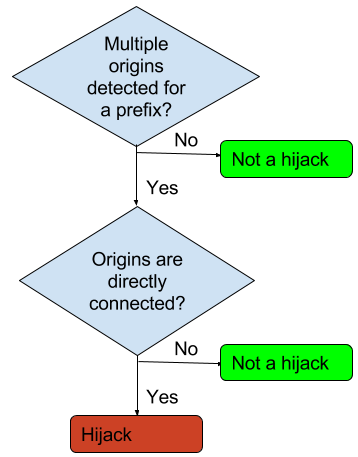 Multiple
origins
detected for
a prefix?
No
Not a hijack
Yes
Origins are
directly
connected?
No
Not a hijack
Yes
Hijack